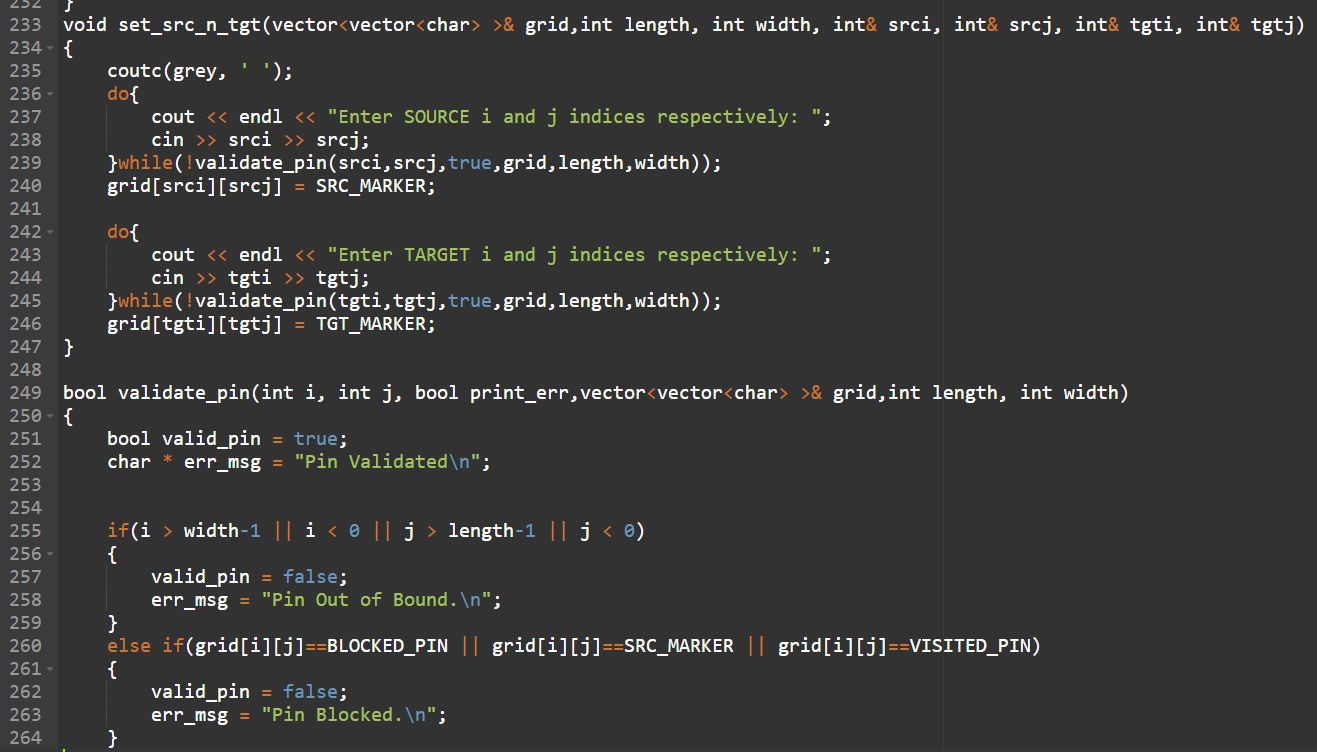 232 }
233 void set_src_n_tgt(vector<vector<char> >& grid,int length, int width, int& srci, int& srcj, int& tgti, int& tgtj)
234 {
235     coutc(grey, ' ');
236     do{
237         cout << endl << "Enter SOURCE i and j indices respectively: ";
238         cin >> srci >> srcj;
239     }while(!validate_pin(srci,srcj,true,grid,length,width));
240     grid[srci][srcj] = SRC_MARKER;
241
242     do{
243         cout << endl << "Enter TARGET i and j indices respectively: ";
244         cin >> tgti >> tgtj;
245     }while(!validate_pin(tgti,tgtj,true,grid,length,width));
246     grid[tgti][tgtj] = TGT_MARKER;
247 }
248
249 bool validate_pin(int i, int j, bool print_err,vector<vector<char> >& grid,int length, int width)
250 {
251     bool valid_pin = true;
252     char * err_msg = "Pin Validated\n";
253
254
255     if(i > width-1 || i < 0 || j > length-1 || j < 0)
256     {
257         valid_pin = false;
258         err_msg = "Pin Out of Bound.\n";
259     }
260     else if(grid[i][j]==BLOCKED_PIN || grid[i][j]==SRC_MARKER || grid[i][j]==VISITED_PIN)
261     {
262         valid_pin = false;
263         err_msg = "Pin Blocked.\n";
264     }